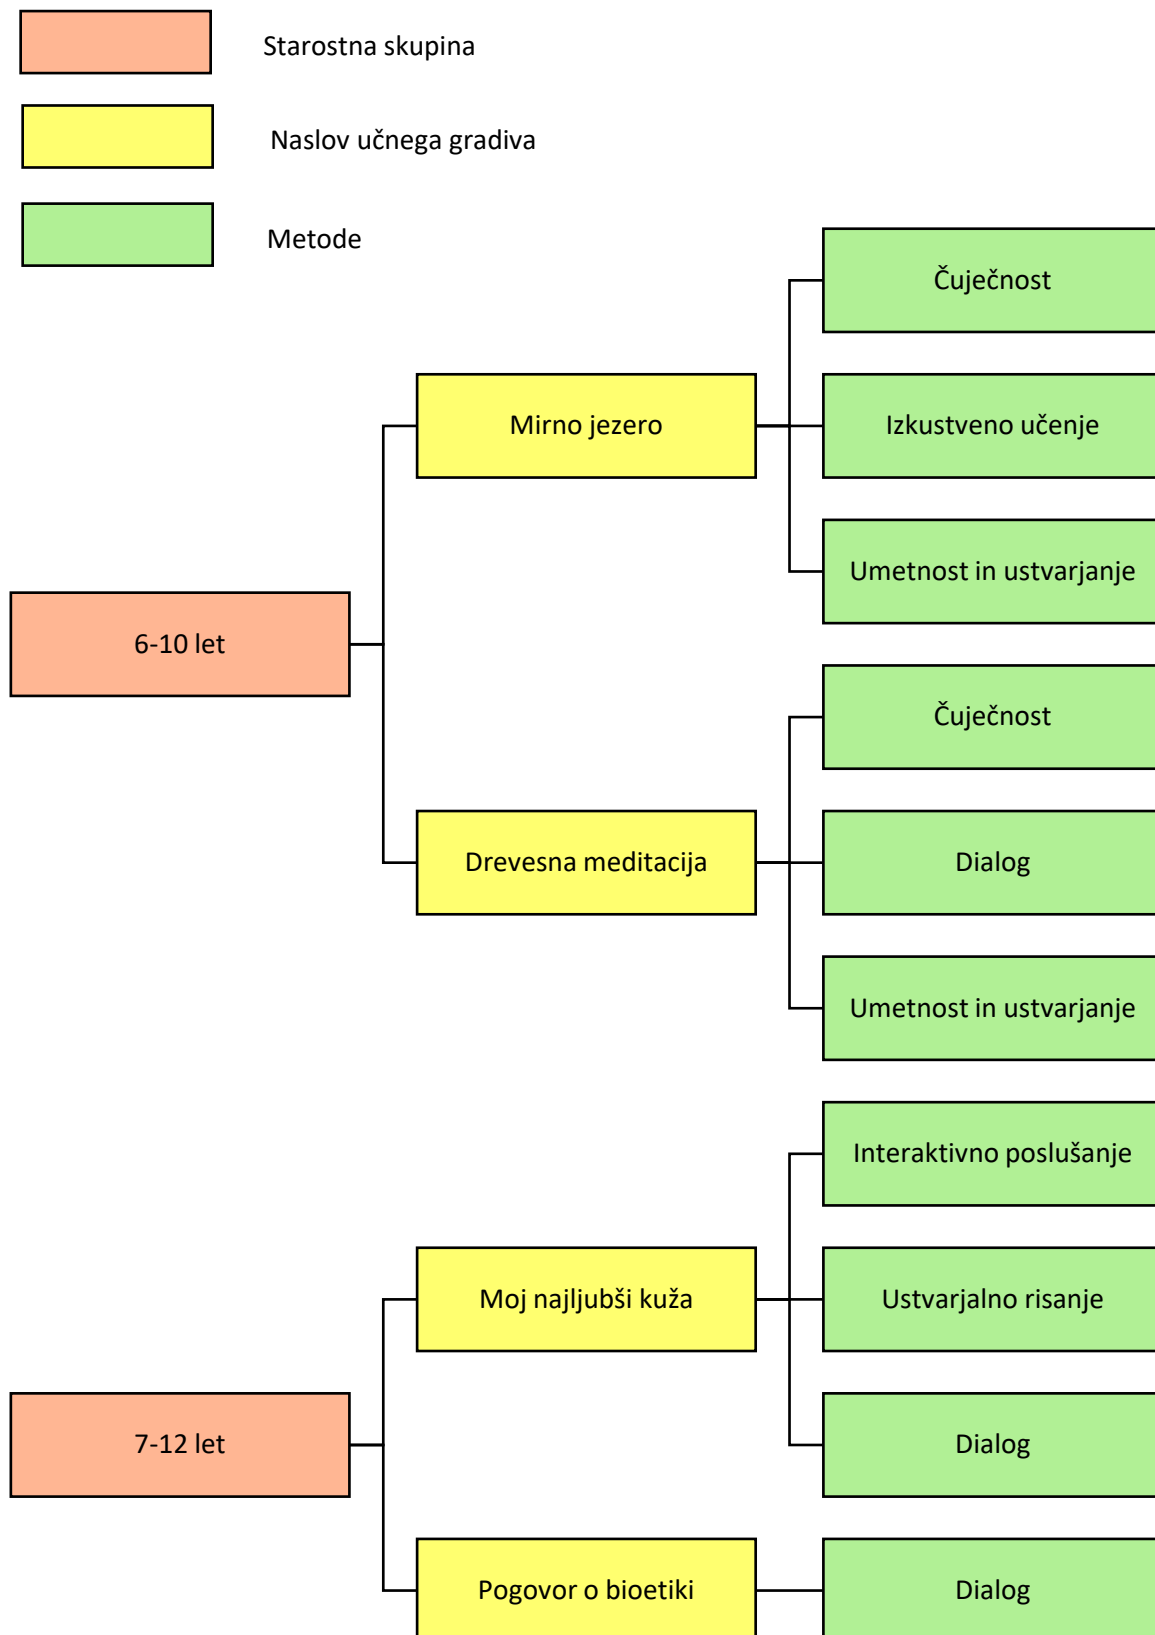 Starostna skupina
Naslov učnega gradiva
Metode
6-10 let
Mirno jezero
Čuječnost
Izkustveno učenje
Umetnost in ustvarjanje
Drevesna meditacija
Čuječnost
Dialog
Umetnost in ustvarjanje
7-12 let
Moj najljubši kuža
Interaktivno poslušanje
Ustvarjalno risanje
Dialog
Pogovor o bioetiki
Dialog